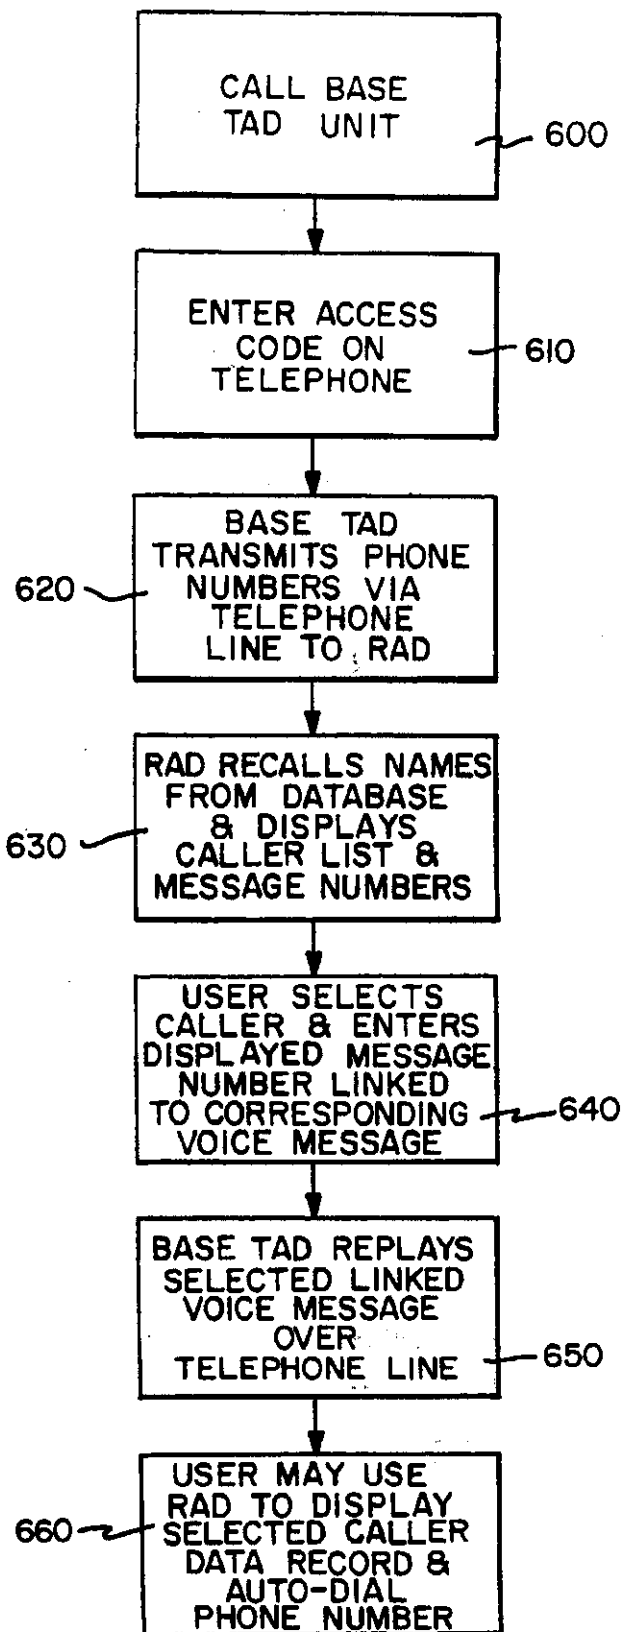 CALL BASE
TAD UNIT
600
ENTER ACCESS
CODE ON
TELEPHONE
610
BASE TAD
TRANSMITS PHONE
NUMBERS VIA
TELEPHONE
LINE TO RAD
620
RAD RECALLS NAMES
FROM DATABASE
& DISPLAYS
CALLER LIST &
MESSAGE NUMBERS
630
USER SELECTS
CALLER & ENTERS
DISPLAYED MESSAGE
NUMBER LINKED
TO CORRESPONDING
VOICE MESSAGE
640
BASE TAD REPLAYS
SELECTED LINKED
VOICE MESSAGE
OVER
TELEPHONE LINE
650
USER MAY USE
RAD TO DISPLAY
SELECTED CALLER
DATA RECORD &
AUTO-DIAL
PHONE NUMBER
660